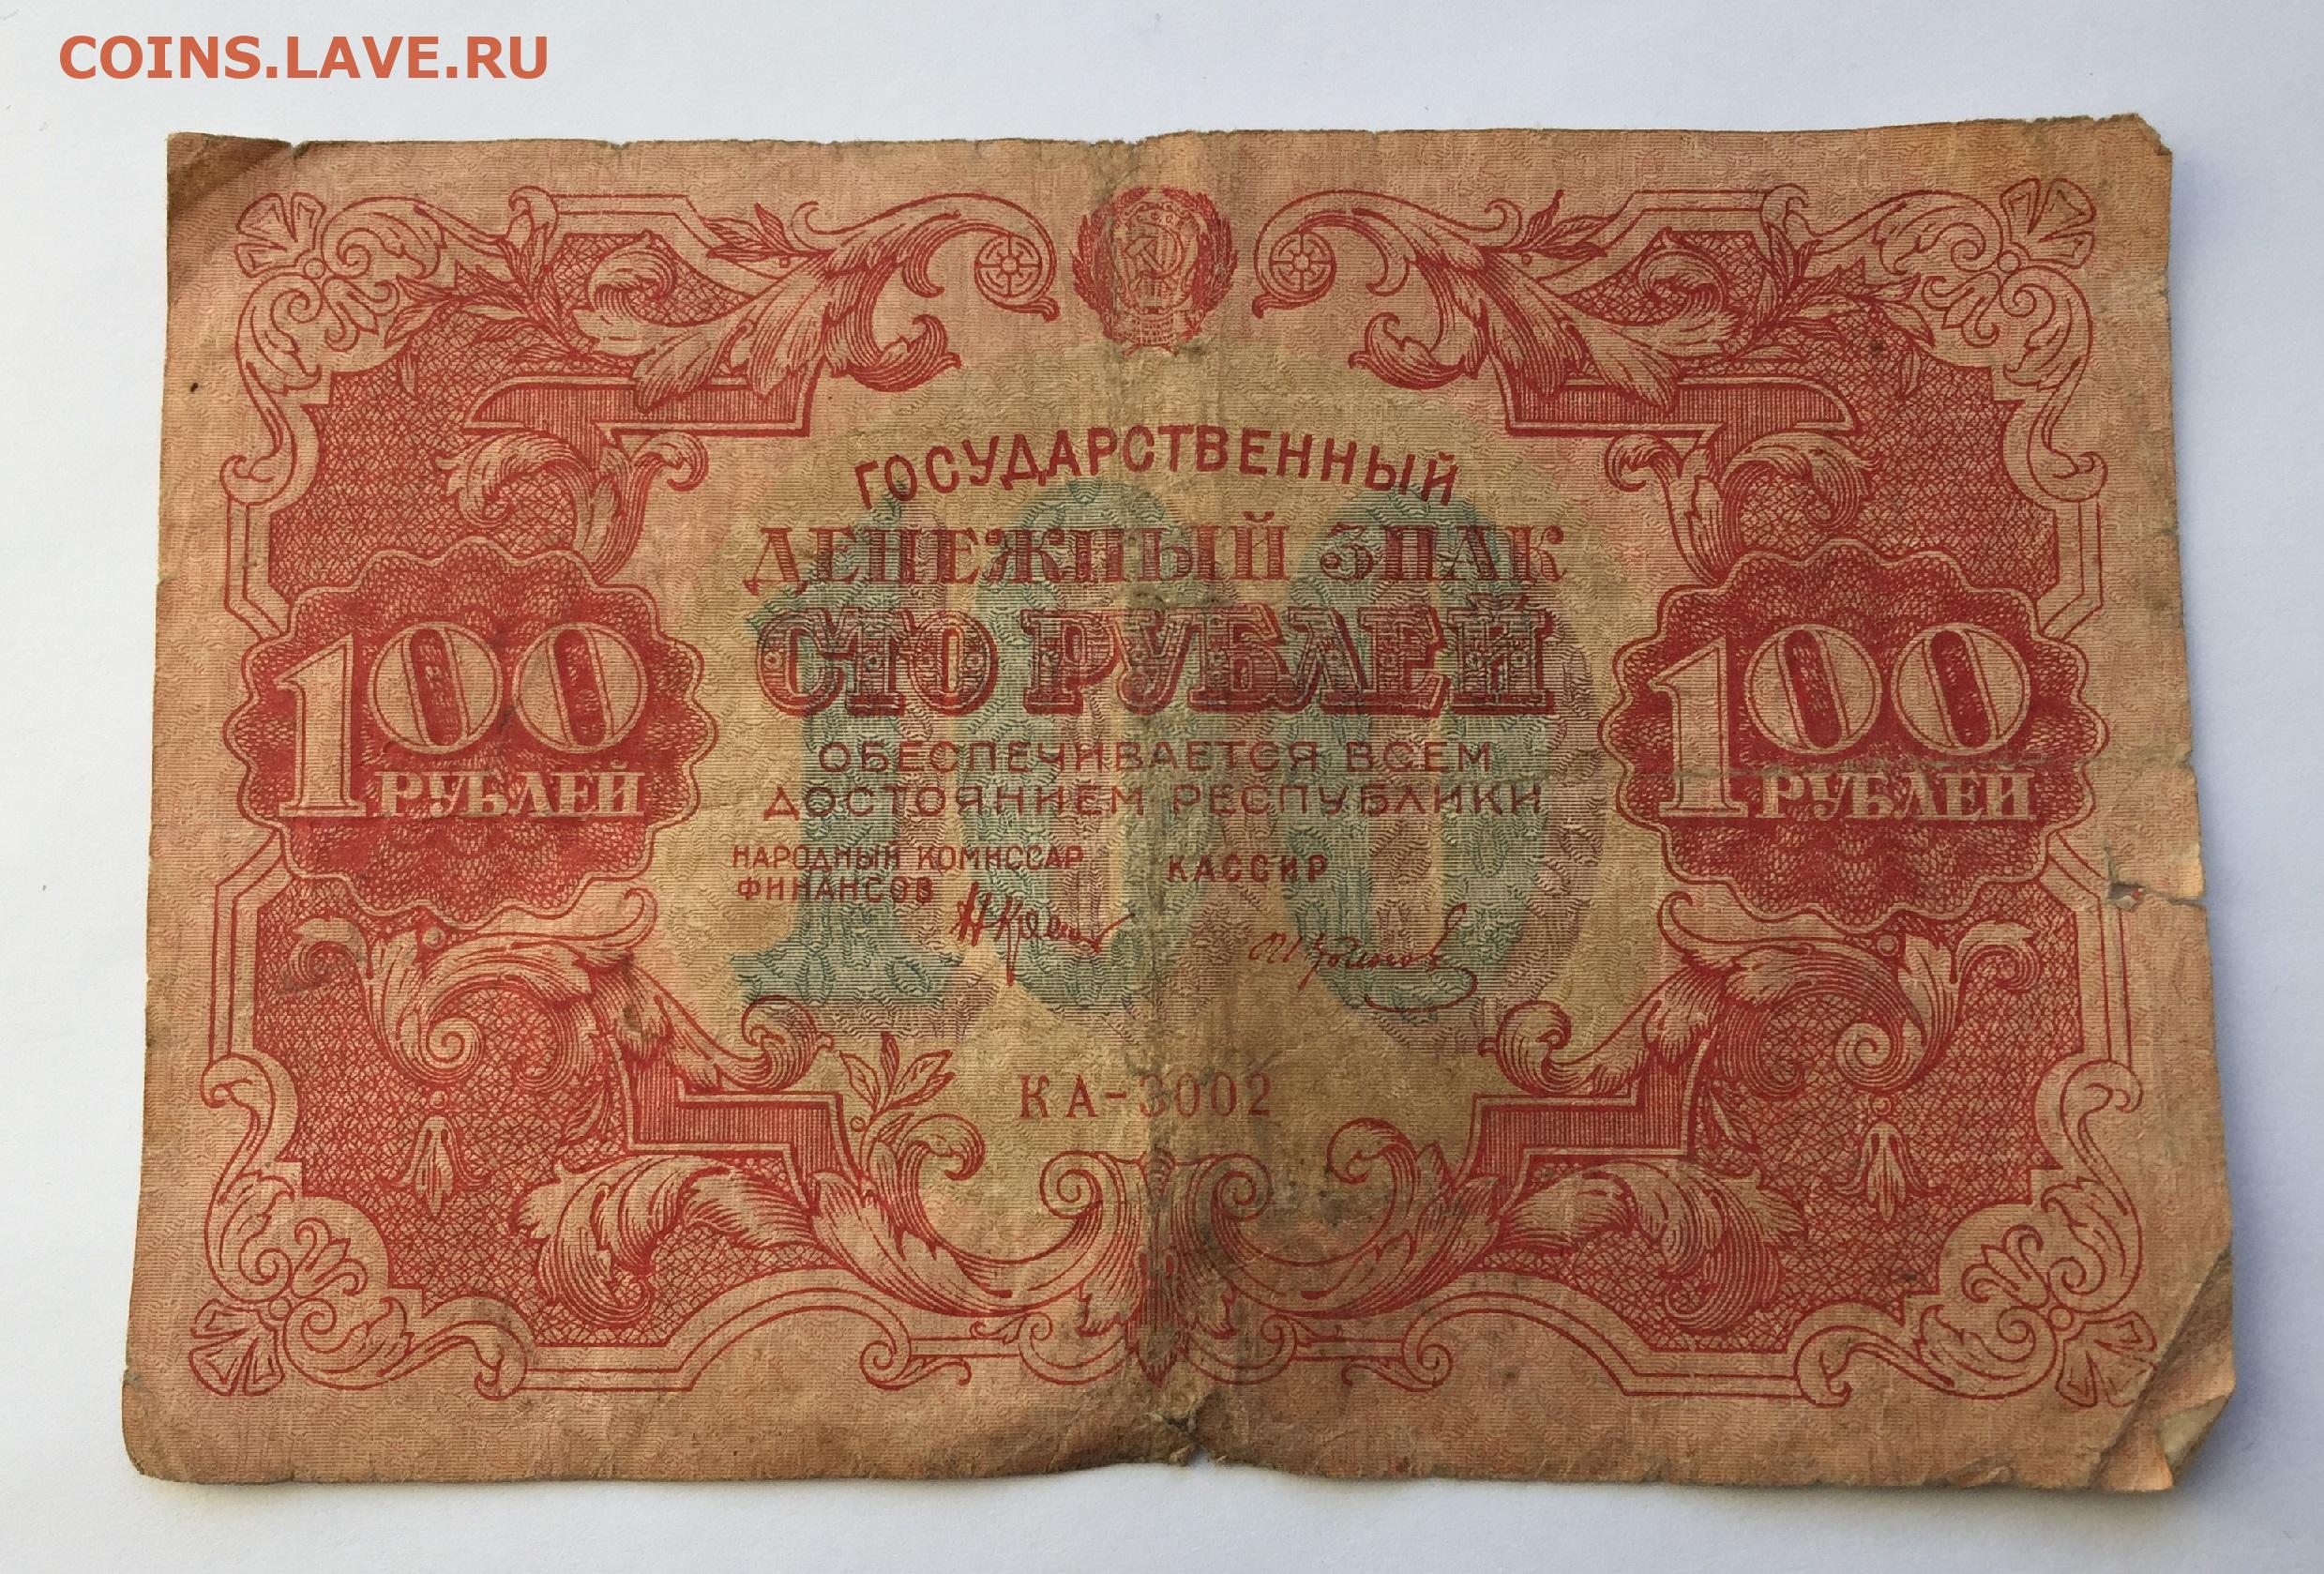 COINS.LAVE.RU
ГОСУДАРСТВЕННЫЙ
ДЕНЕЖНЫЙ ЗНАК
СТО РУБЛЕЙ
ОБЕСПЕЧИВАЕТСЯ ВСЕМ
ДОСТОЯНИЕМ РЕСПУБЛИКИ
100
100
РУБЛЕЙ
100
РУБЛЕЙ
НАРОДНЫЙ КОМИССАР
ФИНАНСОВ
КАССИР
КА-3002